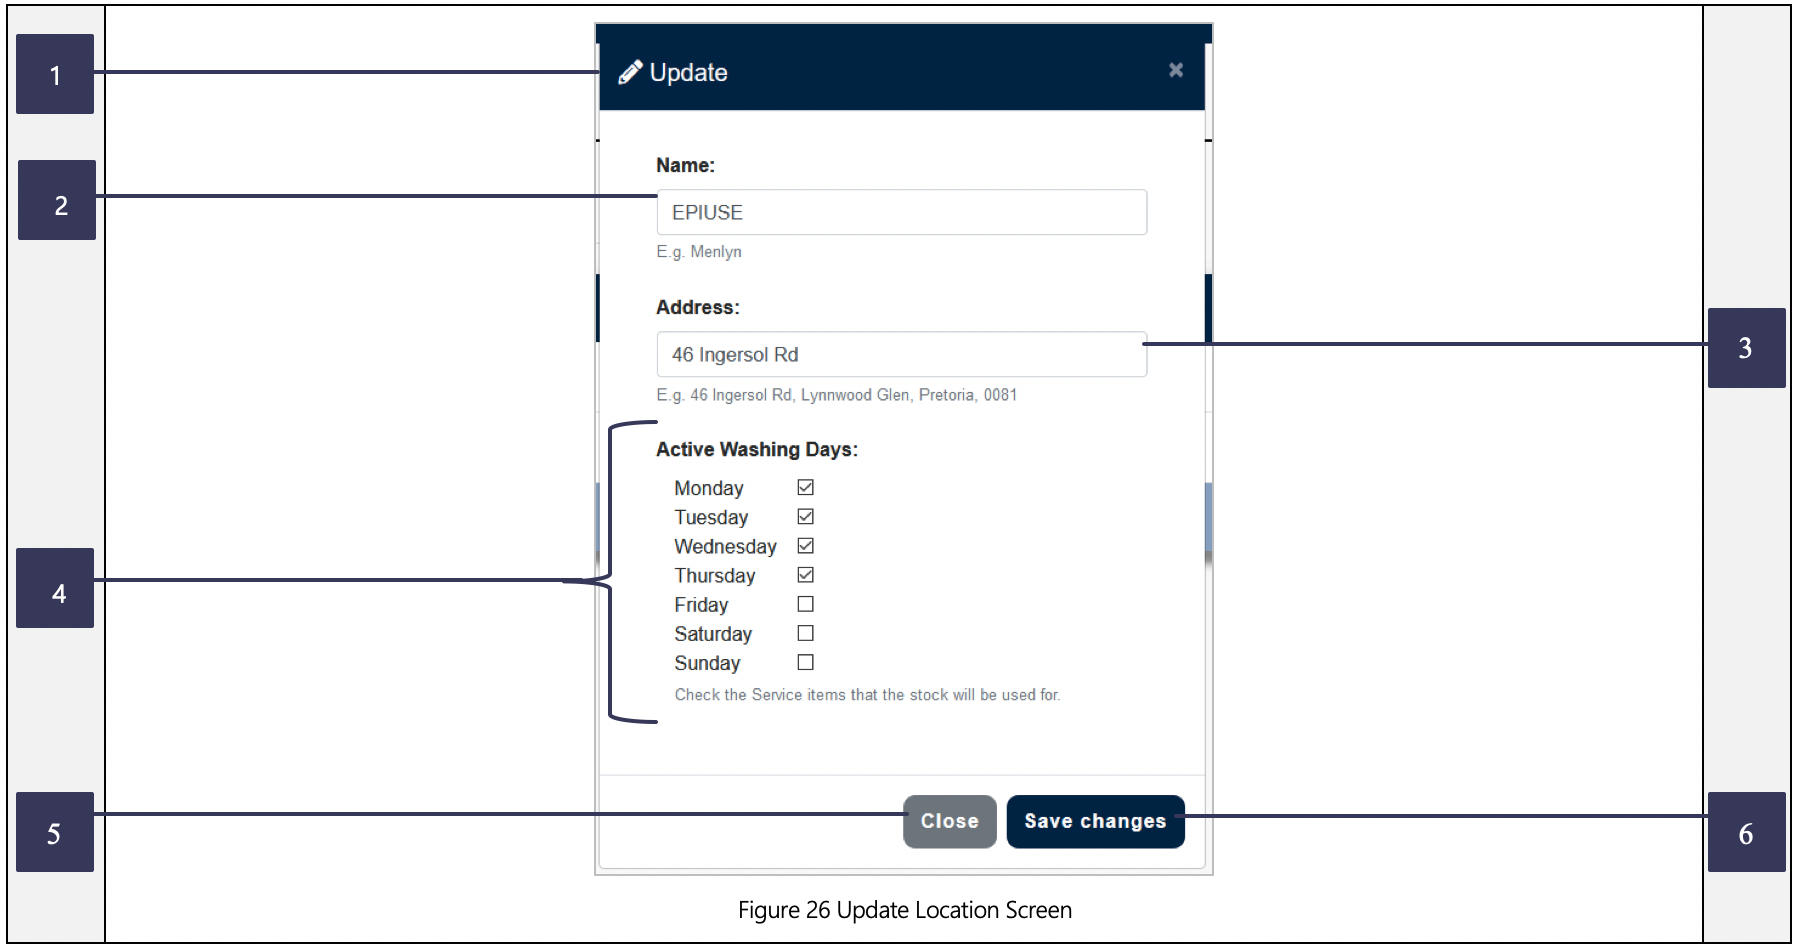 1
Update
×
Name:
2
EPIUSE
E.g. Menlyn
Address:
46 Ingersol Rd
3
E.g. 46 Ingersol Rd, Lynnwood Glen, Pretoria, 0081
Active Washing Days:
Monday
Tuesday
Wednesday
Thursday
4
Friday
Saturday
Sunday
Check the Service items that the stock will be used for.
5
Close
Save changes
6
Figure 26 Update Location Screen